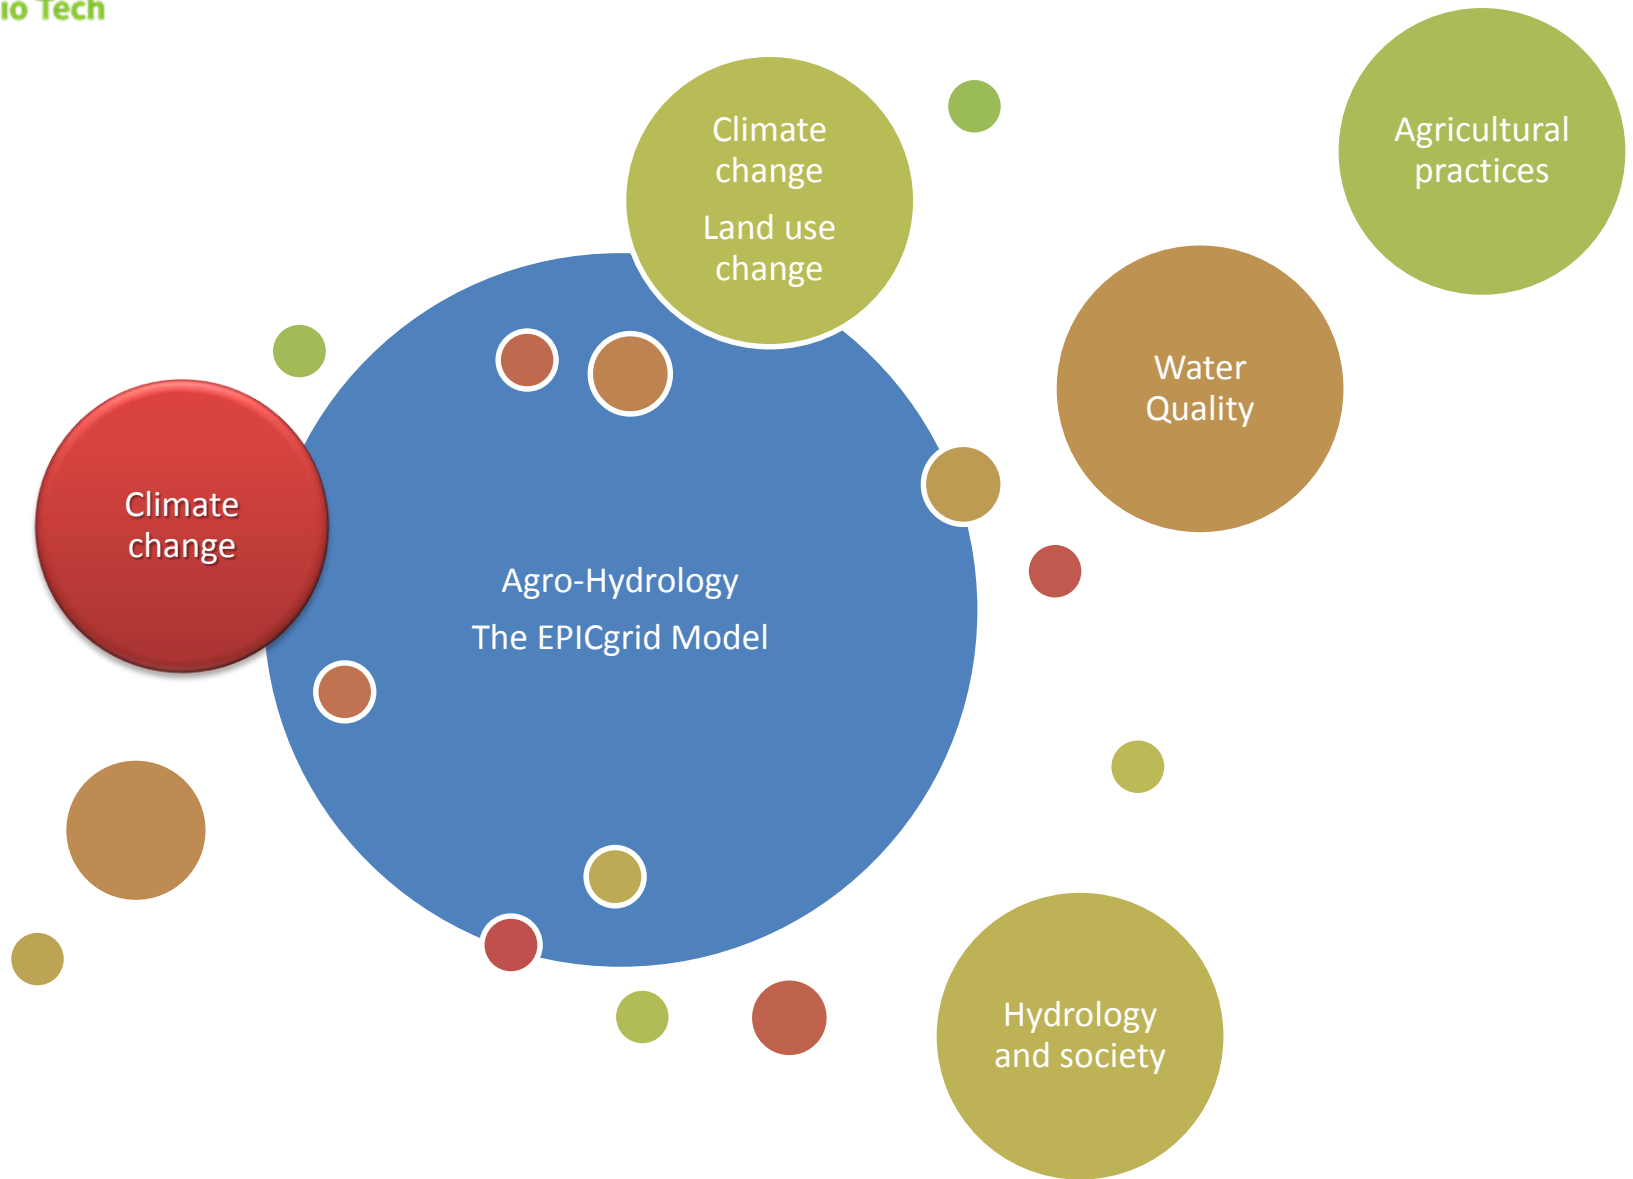 io Tech
Climate
change
Land use
change
Agricultural
practices
Water
Quality
Climate
change
Agro-Hydrology
The EPICgrid Model
Hydrology
and society